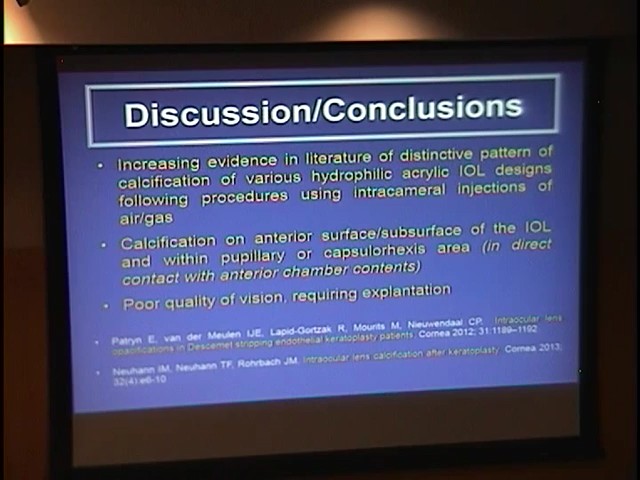 Discussion/Conclusions
• Increasing evidence in literature of distinctive pattern of
calcification of various hydrophilic acrylic IOL designs
following procedures using intracameral injections of
air/gas
• Calcification on anterior surface/subsurface of the IOL
and within pupillary or capsulorhexis area (in direct
contact with anterior chamber contents)
• Poor quality of vision, requiring explantation
• Patryn E, van der Meulen IJE, Lapid-Gortzak R, Mourits M, Nieuwendaal CP. Intraocular lens
opacifications in Descemet stripping endothelial keratoplasty patients. Cornea 2012; 31:1189–1192
• Neuhann IM, Neuhann TF, Rohrbach JM. Intraocular lens calcification after keratoplasty. Cornea 2013;
32(4):e6-10